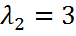 𝜆₂ = 3